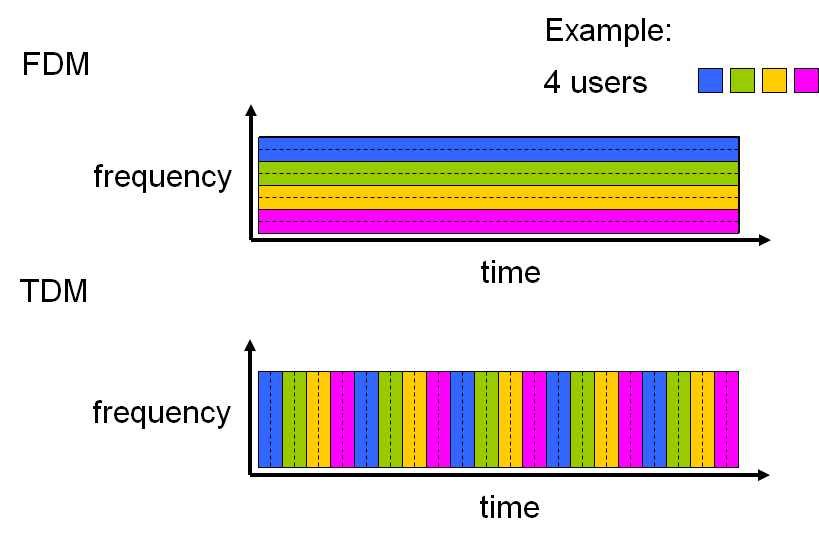 Example:
FDM
4 users
frequency
time
TDM
frequency
time